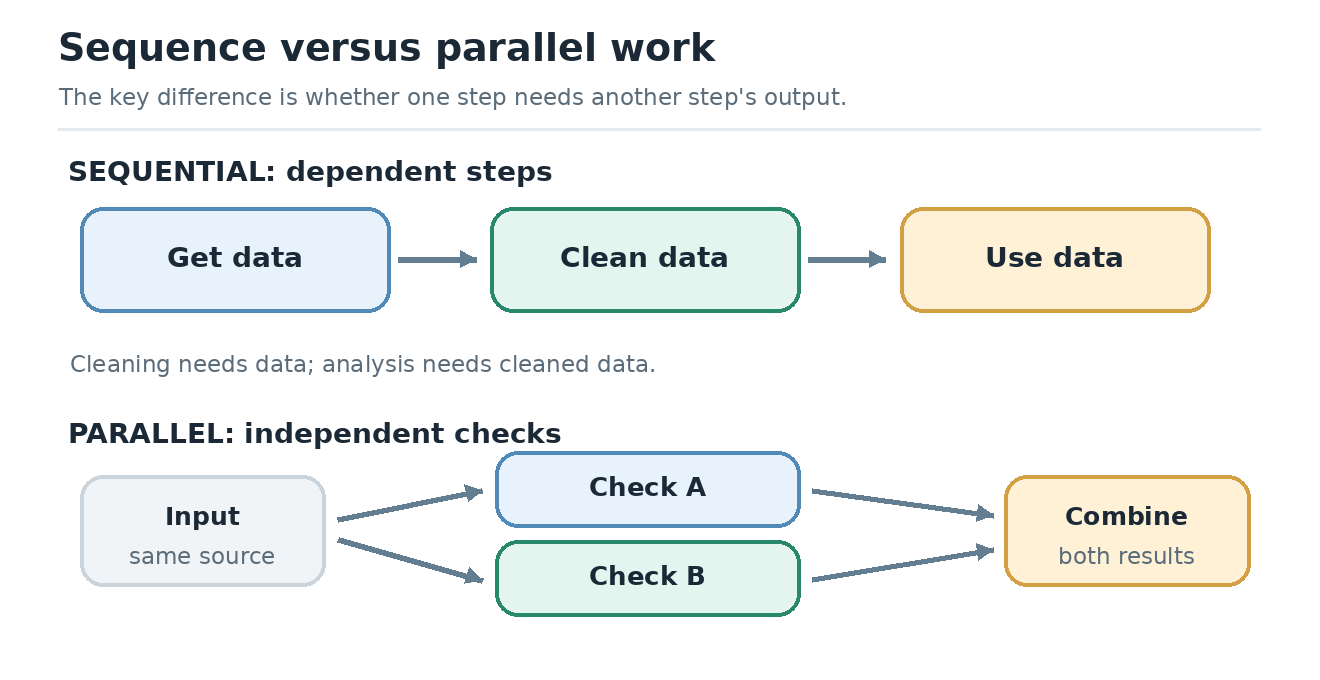 Sequence versus parallel work
The key difference is whether one step needs another step's output.
SEQUENTIAL: dependent steps
Get data
Clean data
Use data
Cleaning needs data; analysis needs cleaned data.
PARALLEL: independent checks
Input
same source
Check A
Check B
Combine
both results